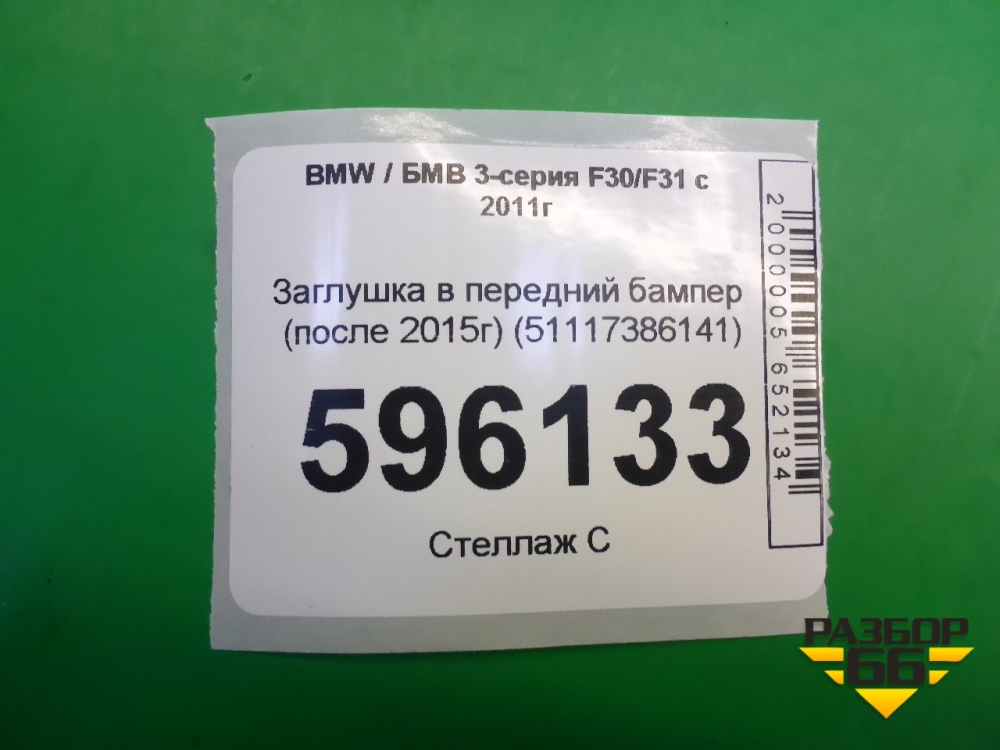 BMW / БМВ 3-серия F30/F31 с
2011г
Заглушка в передний бампер
(после 2015г) (51117386141)
596133
Стеллаж С
2000005652134
РАЗБОР
66